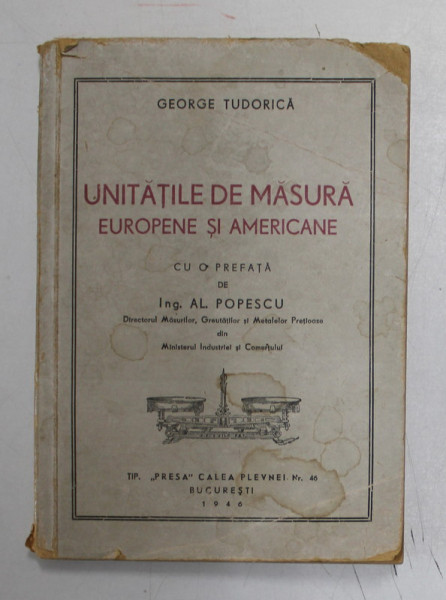 GEORGE TUDORICĂ
UNITĂȚILE DE MĂSURĂ
EUROPENE ȘI AMERICANE
CU O PREFAȚĂ
DE
Ing. AL. POPESCU
Directorul Măsurilor, Greutăților și Metalelor Prețioase
din
Ministerul Industriei și Comerțului
TIP. „PRESA" CALEA PLEVNEI Nr. 46
BUCUREȘTI
1946